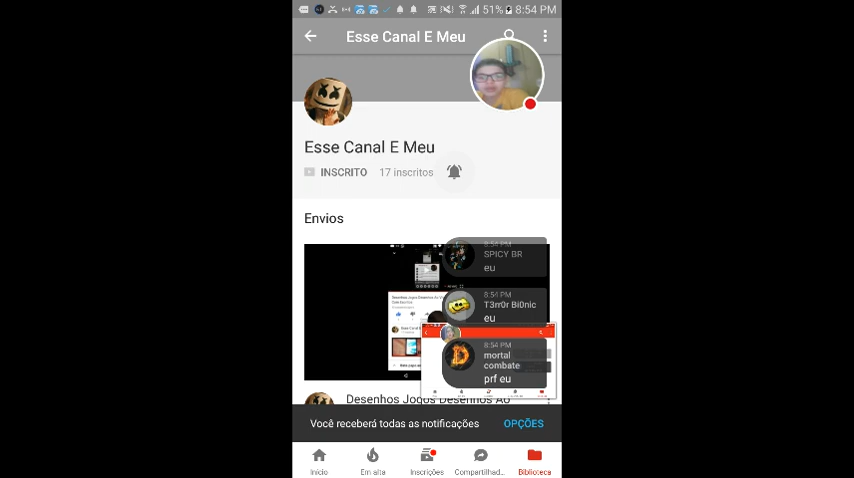 51% 8:54 PM
Esse Canal E Meu
Esse Canal E Meu
INSCRITO 17 inscritos
Envios
8:54 PM
SPICY BR
eu
8:54 PM
T3rr0r Bi0nic
eu
8:54 PM
mortal
combate
prf eu
Desenhos Jogos Desenhos Ao
Você receberá todas as notificações OPÇÕES
Início Em alta Inscrições Compartilhad... Biblioteca